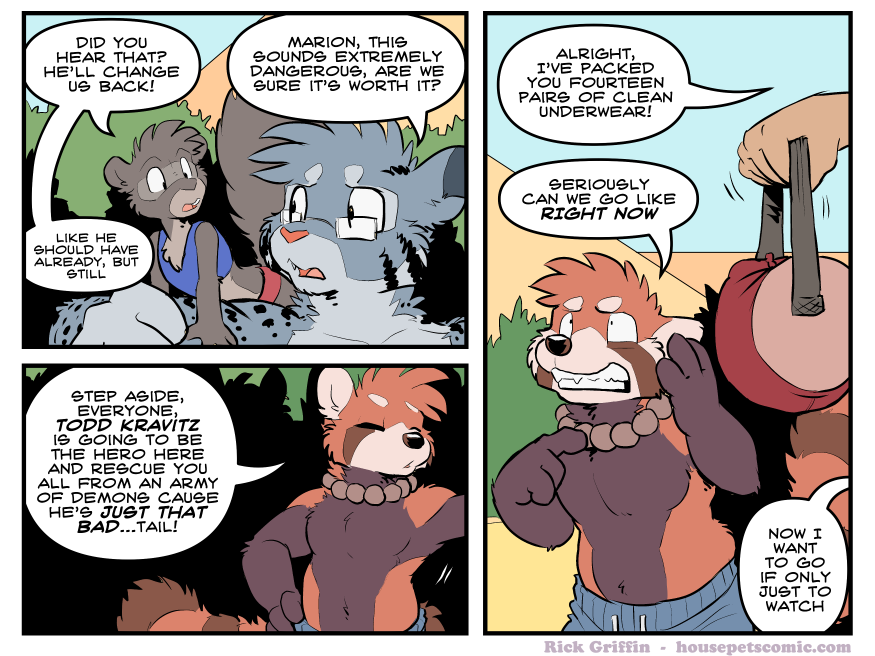 DID YOU
HEAR THAT?
HE'LL CHANGE
US BACK!
MARION, THIS
SOUNDS EXTREMELY
DANGEROUS, ARE WE
SURE IT'S WORTH IT?
LIKE HE
SHOULD HAVE
ALREADY, BUT
STILL
STEP ASIDE,
EVERYONE,
TODD KRAVITZ
IS GOING TO BE
THE HERO HERE
AND RESCUE YOU
ALL FROM AN ARMY
OF DEMONS CAUSE
HE'S JUST THAT
BAD...TAIL!
ALRIGHT,
I'VE PACKED
YOU FOURTEEN
PAIRS OF CLEAN
UNDERWEAR!
SERIOUSLY
CAN WE GO LIKE
RIGHT NOW
NOW I
WANT
TO GO
IF ONLY
JUST TO
WATCH
Rick Griffin - housepetscomic.com